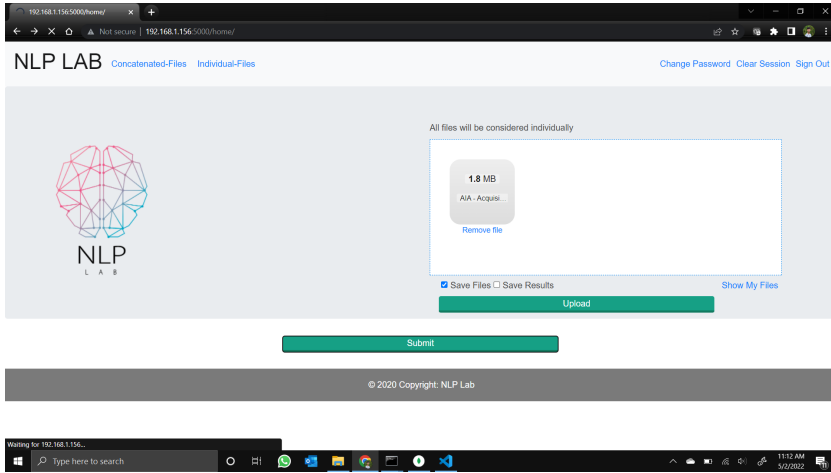 192.168.1.156:5000/home/
Not secure | 192.168.1.156:5000/home/
NLP LAB Concatenated-Files Individual-Files Change Password Clear Session Sign Out
All files will be considered individually
1.8 MB
AIA - Acquisi...
Remove file
NLP
LAB
Save Files Save Results Show My Files
Upload
Submit
© 2020 Copyright: NLP Lab
Waiting for 192.168.1.156...
Type here to search
11:12 AM
5/2/2022